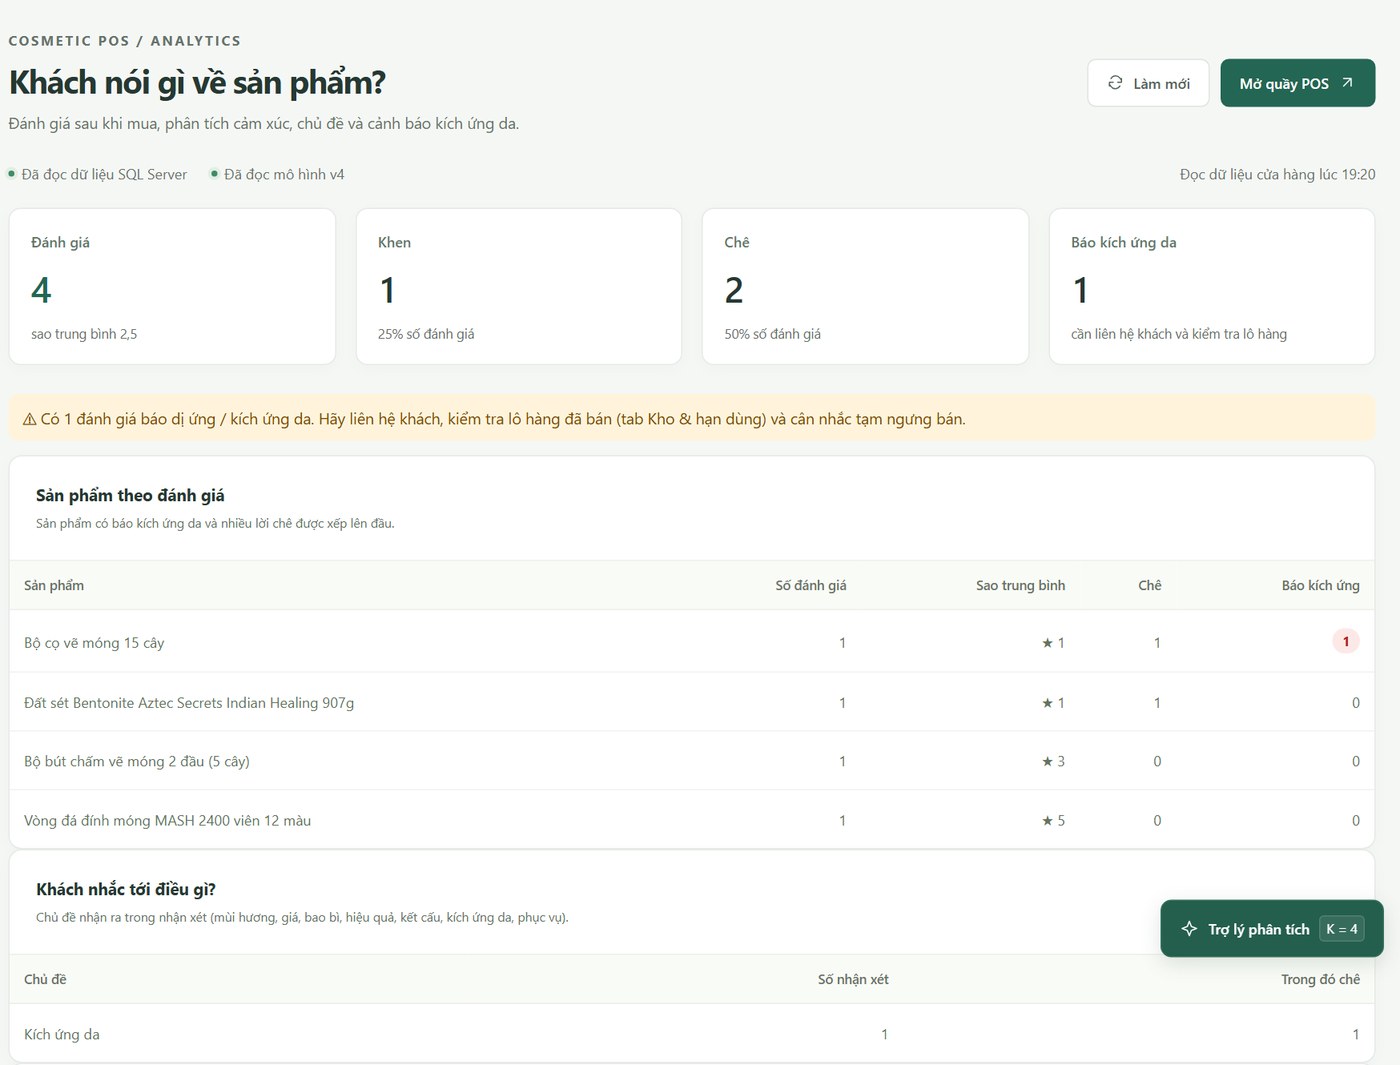 COSMETIC POS / ANALYTICS
Khách nói gì về sản phẩm?
Đánh giá sau khi mua, phân tích cảm xúc, chủ đề và cảnh báo kích ứng da.
Làm mới
Mở quầy POS
Đã đọc dữ liệu SQL Server
Đã đọc mô hình v4
Đọc dữ liệu cửa hàng lúc 19:20
Đánh giá
4
sao trung bình 2,5
Khen
1
25% số đánh giá
Chê
2
50% số đánh giá
Báo kích ứng da
1
cần liên hệ khách và kiểm tra lô hàng
⚠ Có 1 đánh giá báo dị ứng / kích ứng da. Hãy liên hệ khách, kiểm tra lô hàng đã bán (tab Kho & hạn dùng) và cân nhắc tạm ngưng bán.
Sản phẩm theo đánh giá
Sản phẩm có báo kích ứng da và nhiều lời chê được xếp lên đầu.
Sản phẩm Số đánh giá Sao trung bình Chê Báo kích ứng
Bộ cọ vẽ móng 15 cây 1 ★ 1 1 1
Đất sét Bentonite Aztec Secrets Indian Healing 907g 1 ★ 1 1 0
Bộ bút chấm vẽ móng 2 đầu (5 cây) 1 ★ 3 0 0
Vòng đá đính móng MASH 2400 viên 12 màu 1 ★ 5 0 0
Khách nhắc tới điều gì?
Chủ đề nhận ra trong nhận xét (mùi hương, giá, bao bì, hiệu quả, kết cấu, kích ứng da, phục vụ).
Trợ lý phân tích K = 4
Chủ đề Số nhận xét Trong đó chê
Kích ứng da 1 1